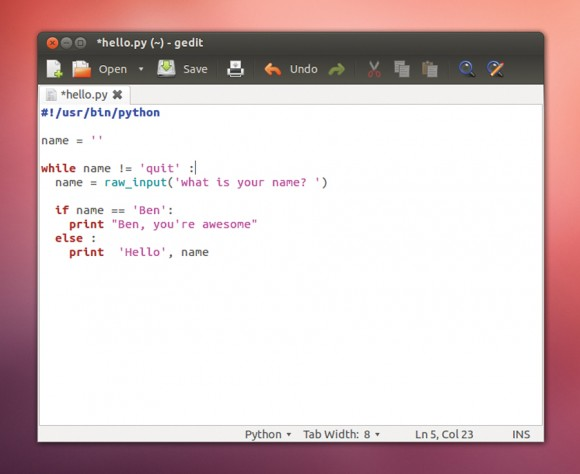 *hello.py (~) - gedit
Open Save Undo
*hello.py
#!/usr/bin/python
name = ''
while name != 'quit' :
  name = raw_input('what is your name? ')
  if name == 'Ben':
    print "Ben, you're awesome"
  else :
    print  'Hello', name
Python Tab Width: 8 Ln 5, Col 23 INS